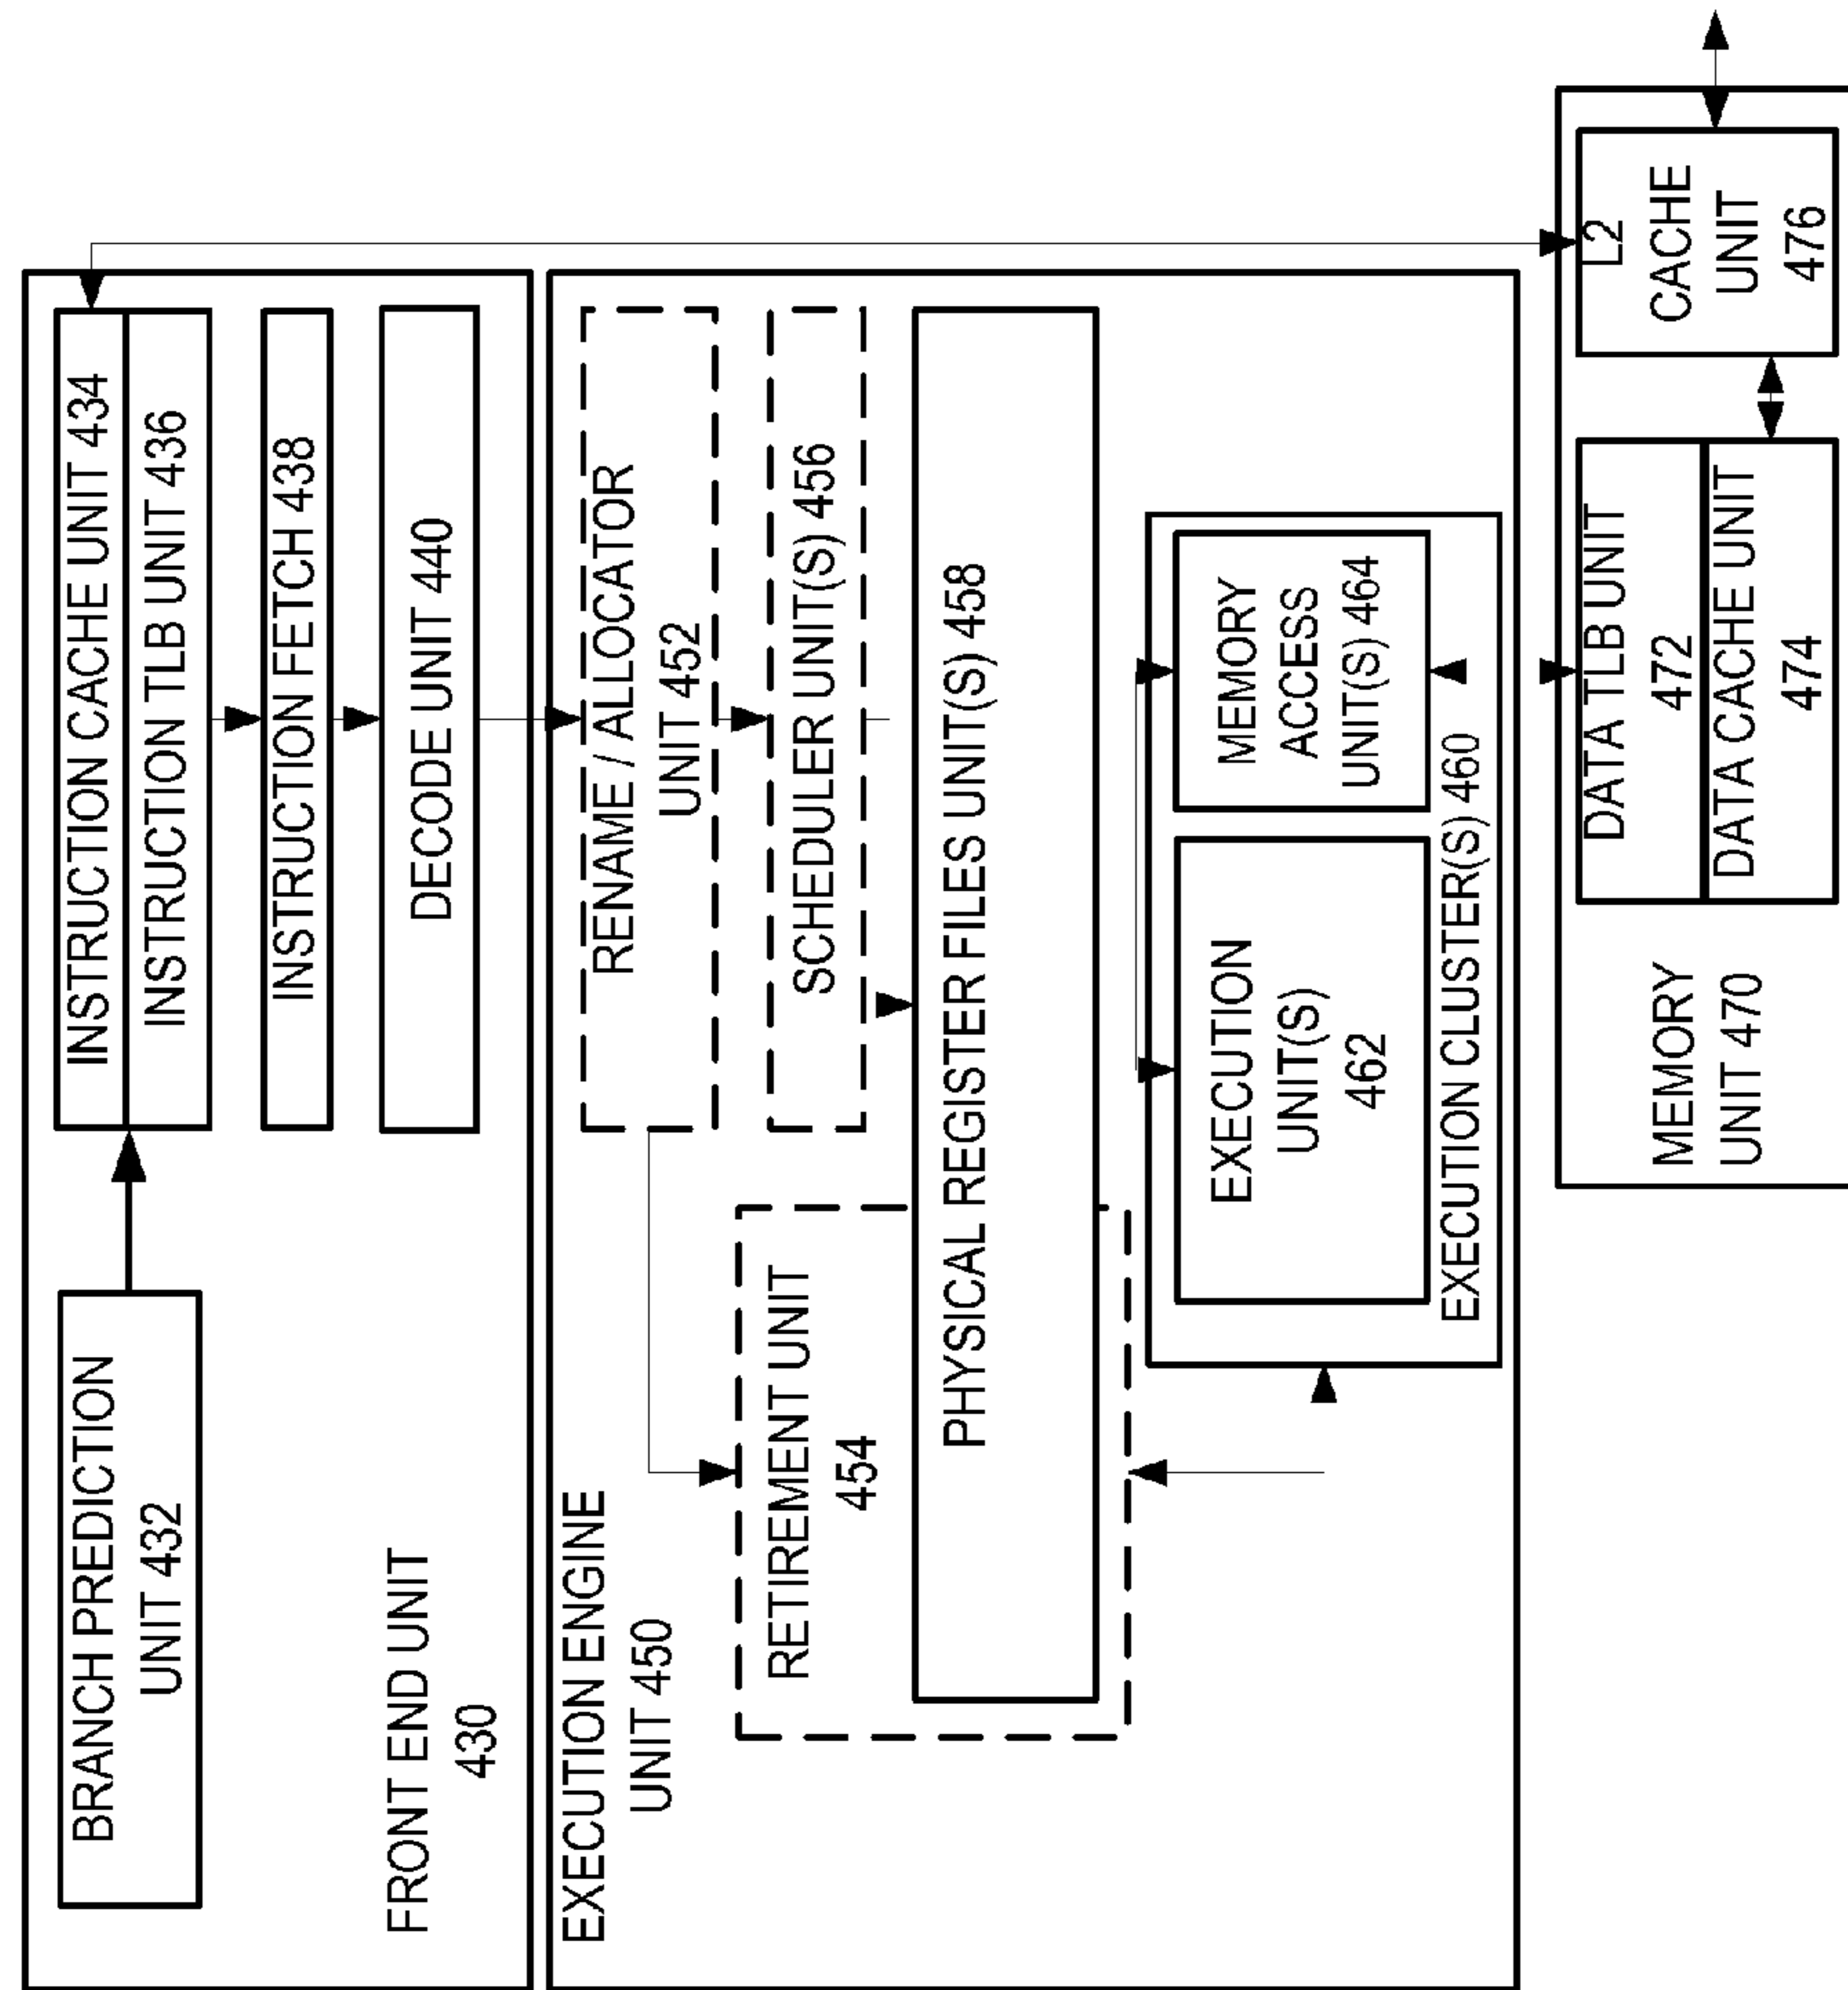 BRANCH PREDICTION
UNIT 432
INSTRUCTION CACHE UNIT 434
INSTRUCTION TLB UNIT 436
INSTRUCTION FETCH 438
DECODE UNIT 440
FRONT END UNIT
430
EXECUTION ENGINE
UNIT 450
RENAME / ALLOCATOR
UNIT 452
RETIREMENT UNIT
454
SCHEDULER UNIT(S) 456
PHYSICAL REGISTER FILES UNIT(S) 458
EXECUTION
UNIT(S)
462
MEMORY
ACCESS
UNIT(S) 464
EXECUTION CLUSTER(S) 460
MEMORY
UNIT 470
DATA TLB UNIT
472
DATA CACHE UNIT
474
L2
CACHE
UNIT
476